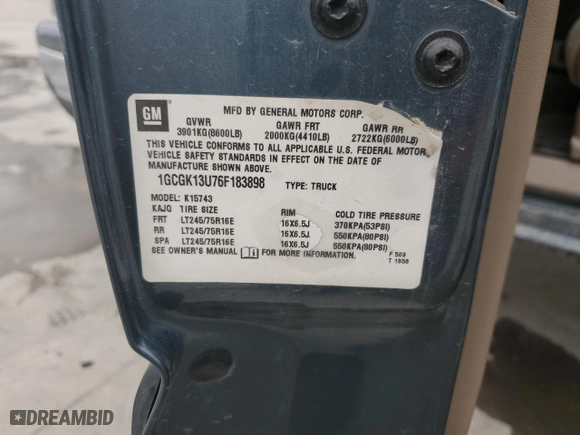 GM
MFD BY GENERAL MOTORS CORP.
GVWR GAWR FRT GAWR RR
3901KG(8600LB) 2000KG(4410LB) 2722KG(6000LB)
THIS VEHICLE CONFORMS TO ALL APPLICABLE U.S. FEDERAL MOTOR
VEHICLE SAFETY STANDARDS IN EFFECT ON THE DATE OF
MANUFACTURE SHOWN ABOVE.
1GCGK13U76F183898 TYPE: TRUCK
MODEL: K15743
KAJQ TIRE SIZE RIM COLD TIRE PRESSURE
FRT LT245/75R16E 16X6.5J 370KPA(53PSI)
RR LT245/75R16E 16X6.5J 550KPA(80PSI)
SPA LT245/75R16E 16X6.5J 550KPA(80PSI)
SEE OWNER'S MANUAL FOR MORE INFORMATION.
F 509
T 1858
DREAMBID